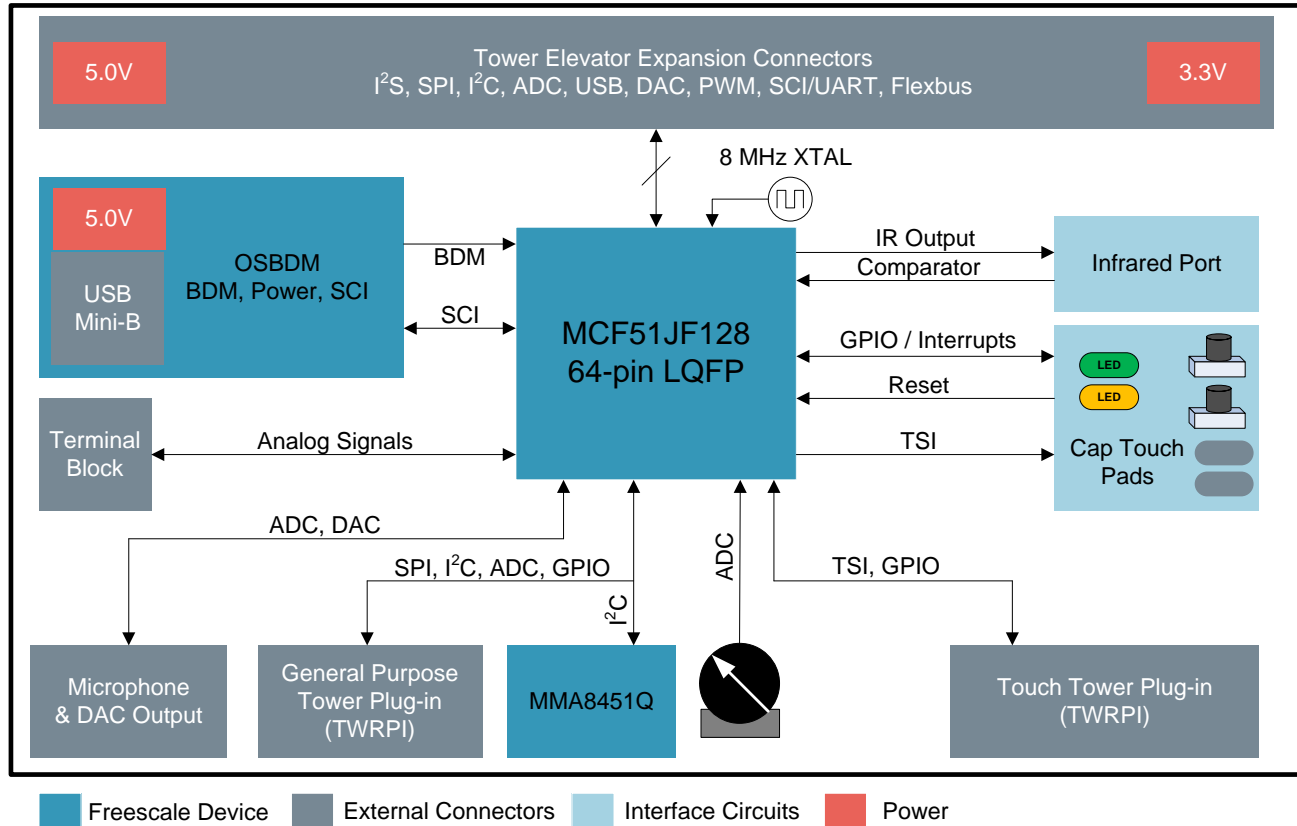 5.0V
Tower Elevator Expansion Connectors
I²S, SPI, I²C, ADC, USB, DAC, PWM, SCI/UART, Flexbus
3.3V
8 MHz XTAL
5.0V
USB
Mini-B
OSBDM
BDM, Power, SCI
BDM
SCI
MCF51JF128
64-pin LQFP
IR Output
Comparator
Infrared Port
GPIO / Interrupts
Reset
TSI
LED
LED
Cap Touch
Pads
Terminal
Block
Analog Signals
ADC, DAC
SPI, I²C, ADC, GPIO
I²C
ADC
TSI, GPIO
Microphone
& DAC Output
General Purpose
Tower Plug-in
(TWRPI)
MMA8451Q
Touch Tower Plug-in
(TWRPI)
Freescale Device
External Connectors
Interface Circuits
Power